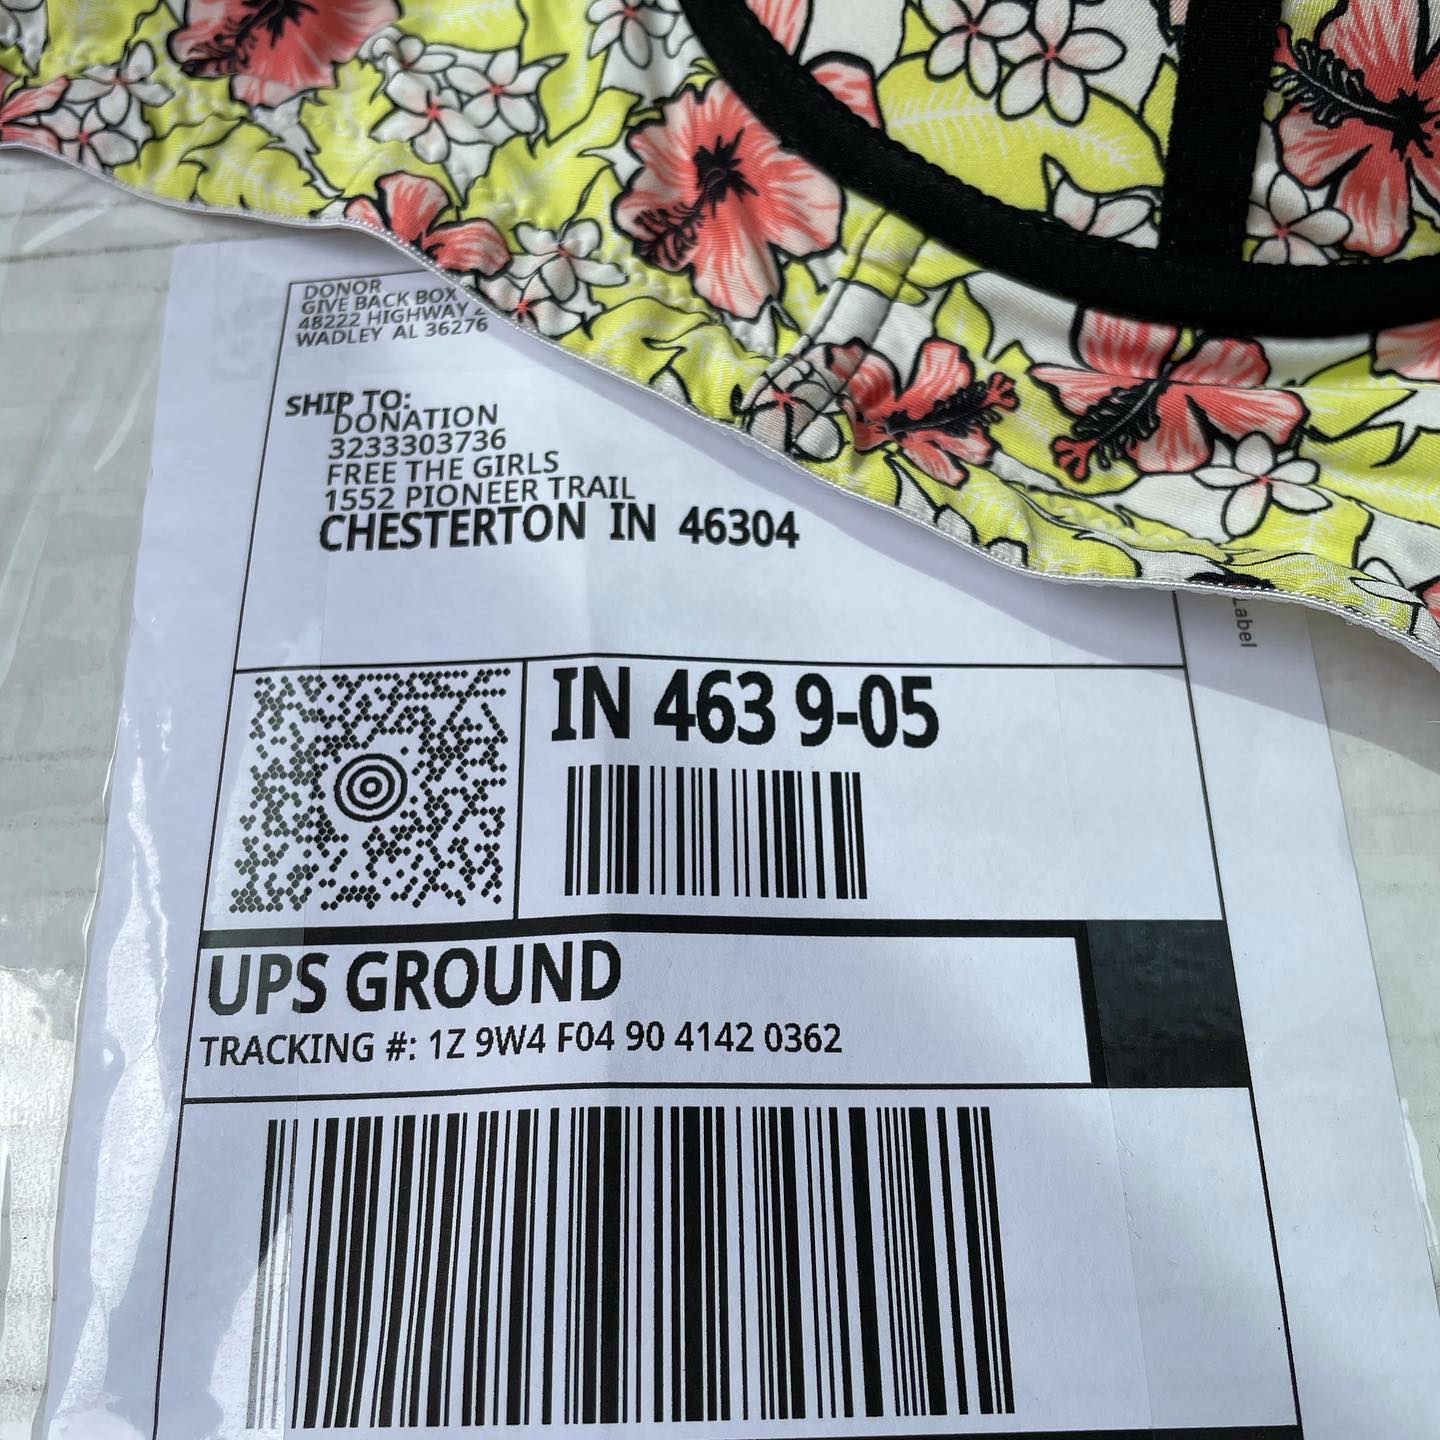 DONOR
GIVE BACK BOX
48222 HIGHWAY
WADLEY AL 36276
SHIP TO:
DONATION
3233303736
FREE THE GIRLS
1552 PIONEER TRAIL
CHESTERTON IN 46304
Label
IN 463 9-05
UPS GROUND
TRACKING #: 1Z 9W4 F04 90 4142 0362